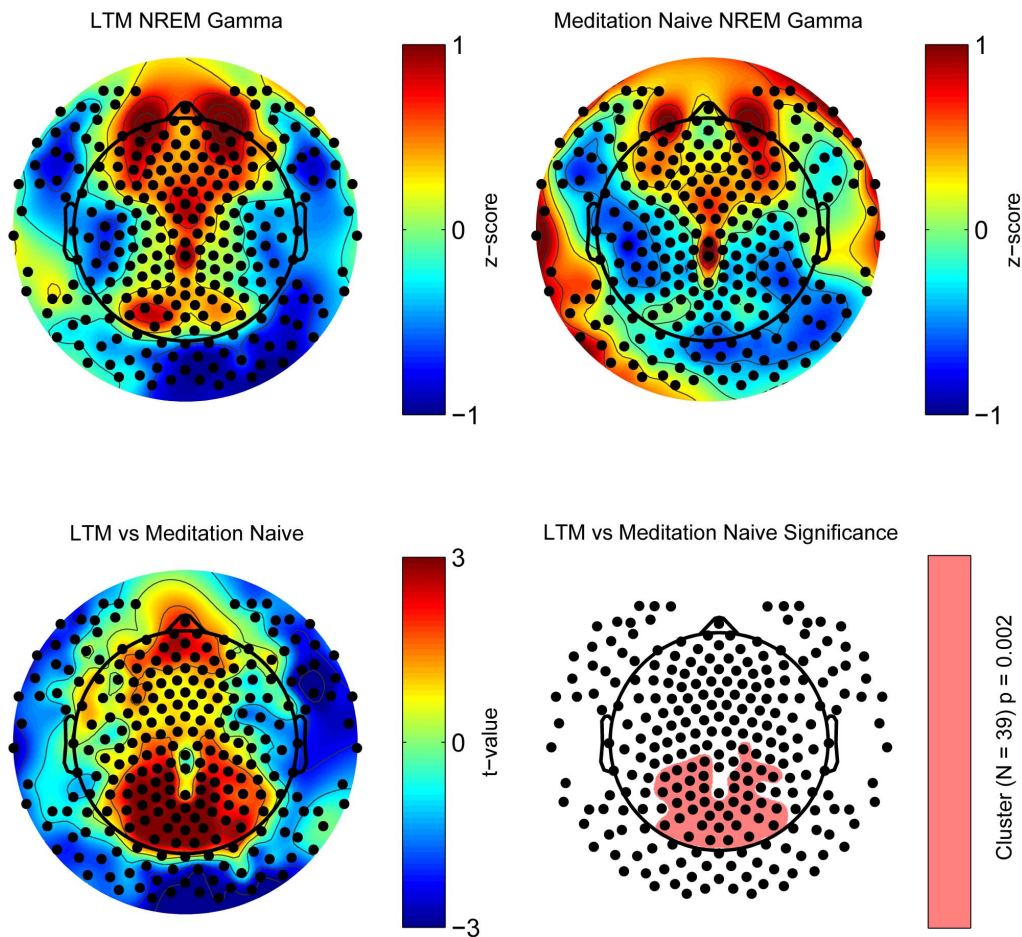 LTM NREM Gamma
1
0
−1
z−score
Meditation Naive NREM Gamma
1
0
−1
z−score
LTM vs Meditation Naive
3
0
−3
t−value
LTM vs Meditation Naive Significance
Cluster (N = 39) p = 0.002